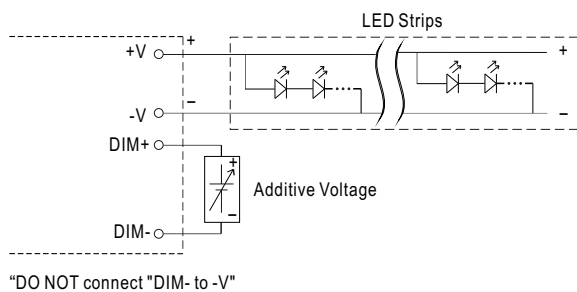 LED Strips
+V
+
+
-V
−
−
DIM+
+
Additive Voltage
−
DIM-
“DO NOT connect "DIM- to -V"